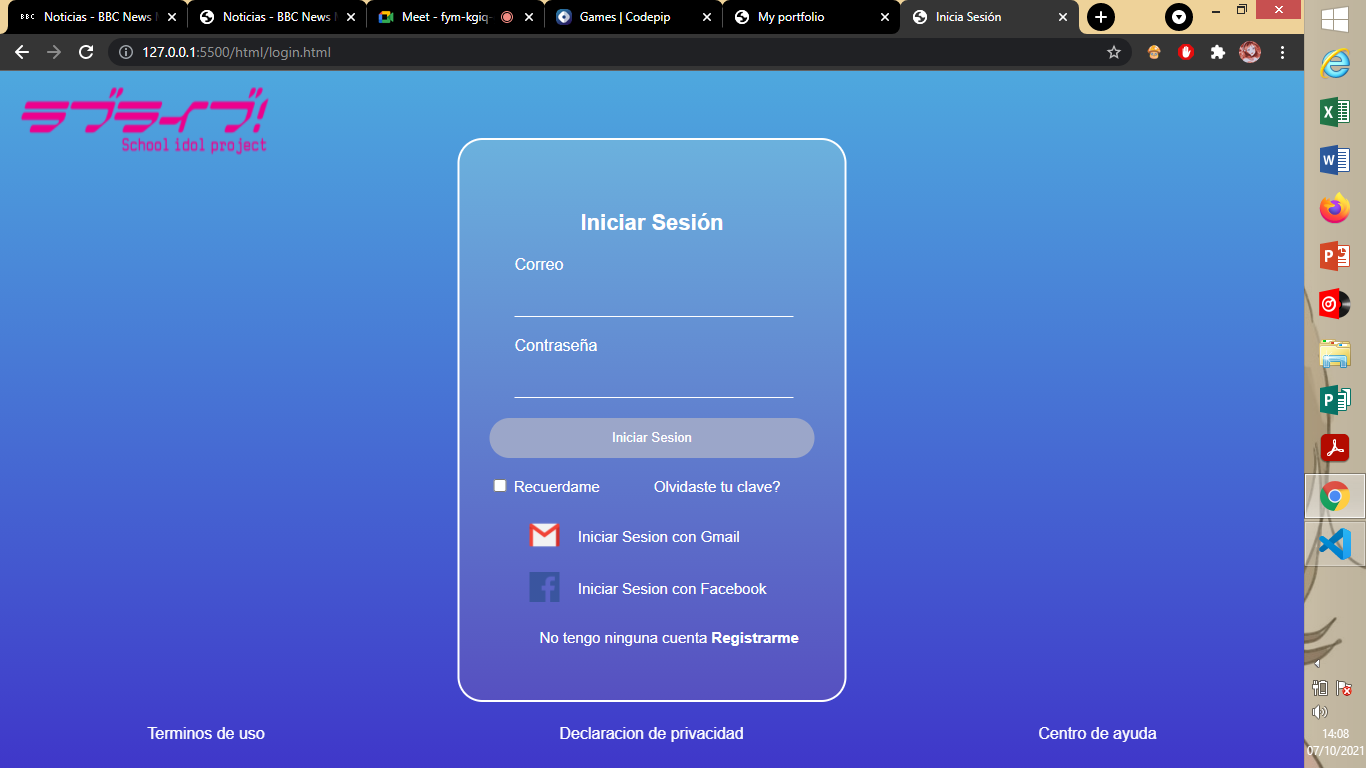 BBC Noticias - BBC News
Noticias - BBC News
Meet - fym-kgiq-
Games | Codepip
My portfolio
Inicia Sesión
127.0.0.1:5500/html/login.html
ラブライブ!
School idol project
Iniciar Sesión
Correo
Contraseña
Iniciar Sesion
Recuerdame Olvidaste tu clave?
Iniciar Sesion con Gmail
Iniciar Sesion con Facebook
No tengo ninguna cuenta Registrarme
Terminos de uso Declaracion de privacidad Centro de ayuda
14:08
07/10/2021